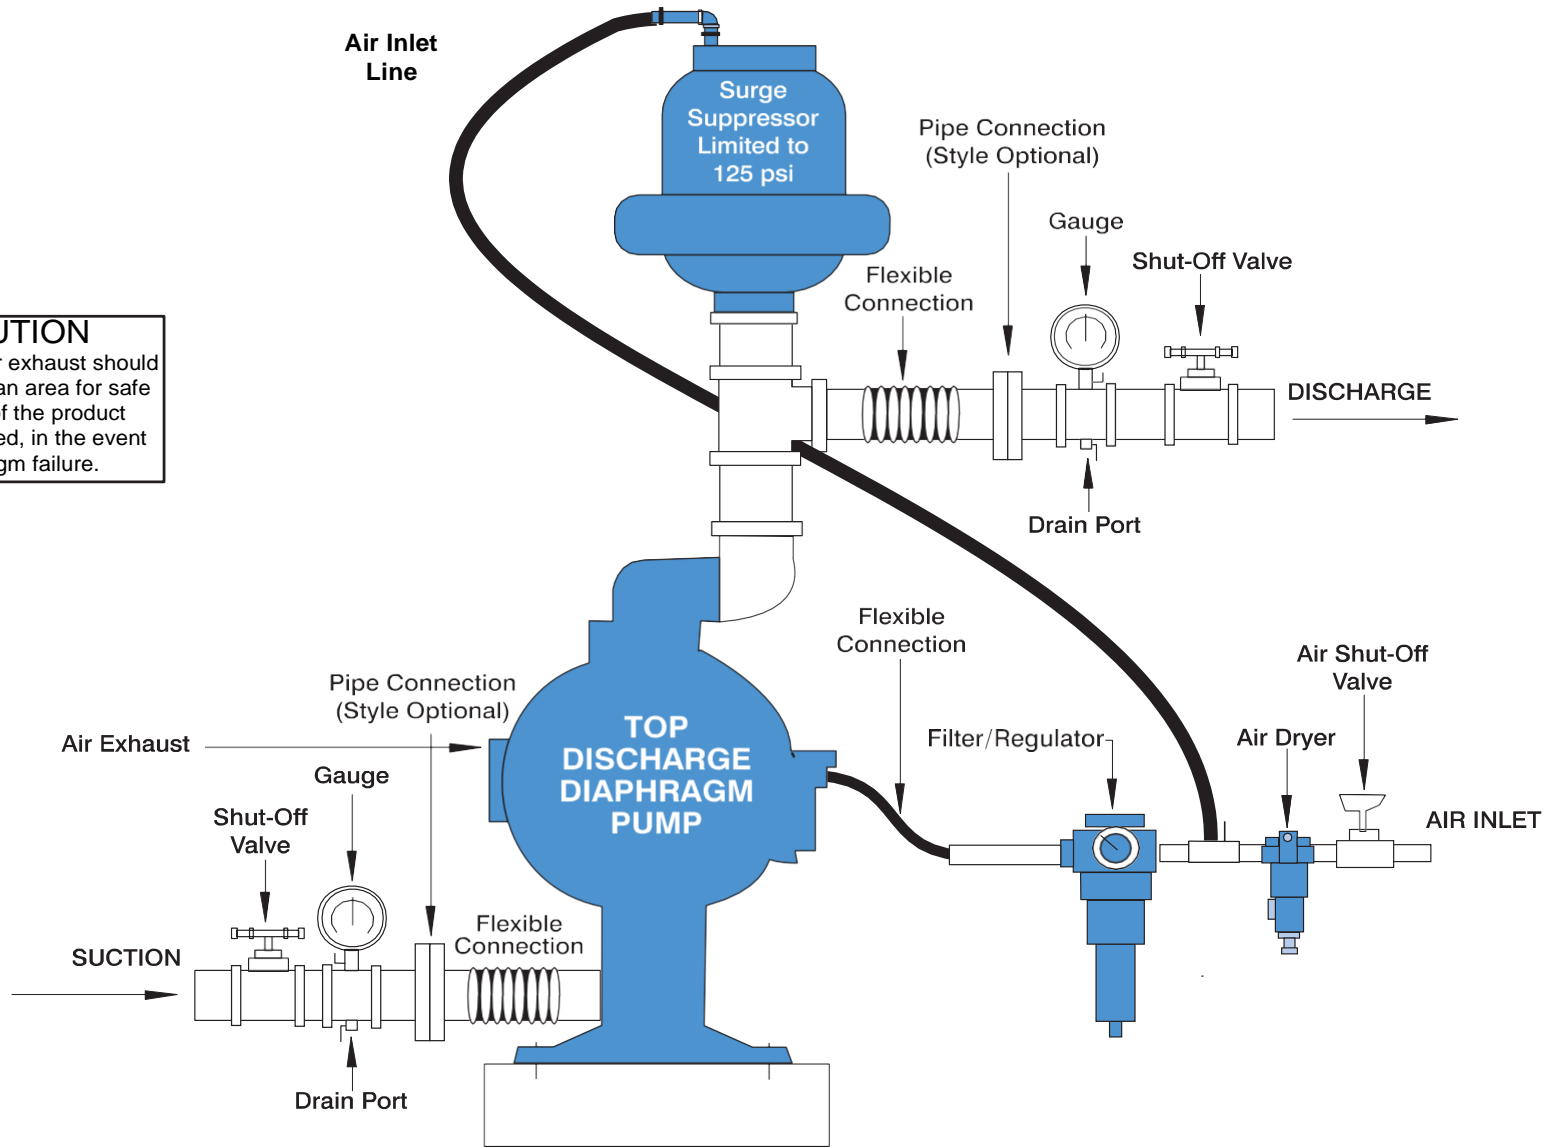 Air Inlet
Line
Surge
Suppressor
Limited to
125 psi
Pipe Connection
(Style Optional)
Gauge
Shut-Off Valve
Flexible
Connection
DISCHARGE
Drain Port
exhaust should
an area for safe
of the product
in the event
failure.
Flexible
Connection
Air Shut-Off
Valve
Pipe Connection
(Style Optional)
Air Exhaust
TOP
DISCHARGE
DIAPHRAGM
PUMP
Filter/Regulator
Air Dryer
Gauge
Shut-Off
Valve
AIR INLET
Flexible
Connection
SUCTION
Drain Port